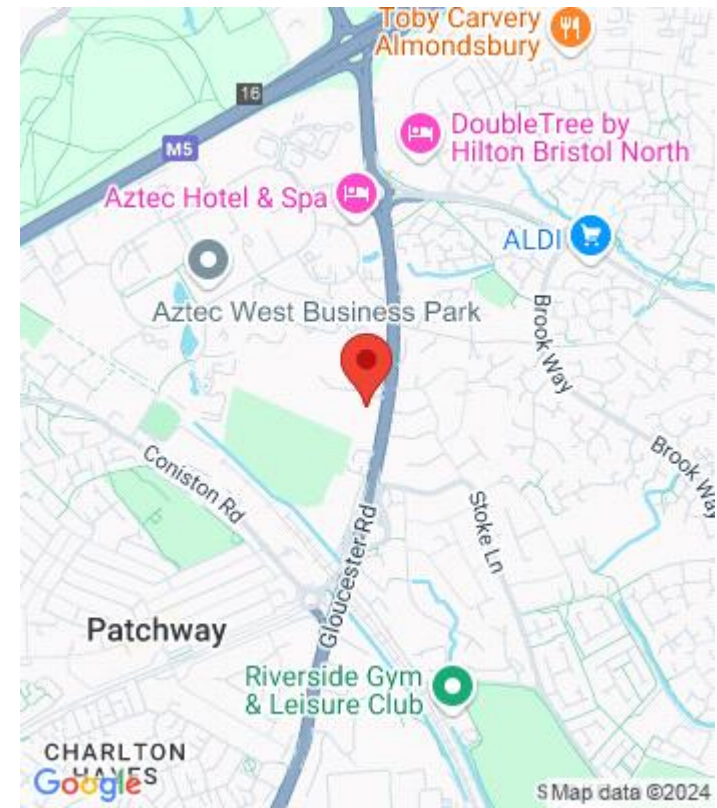 Toby Carvery
Almondsbury
16
M5
DoubleTree by
Hilton Bristol North
Aztec Hotel & Spa
ALDI
Aztec West Business Park
Brook Way
Brook Way
Coniston Rd
Stoke Ln
Gloucester Rd
Patchway
Riverside Gym
& Leisure Club
CHARLTON
HAYES
Google
S Map data ©2024